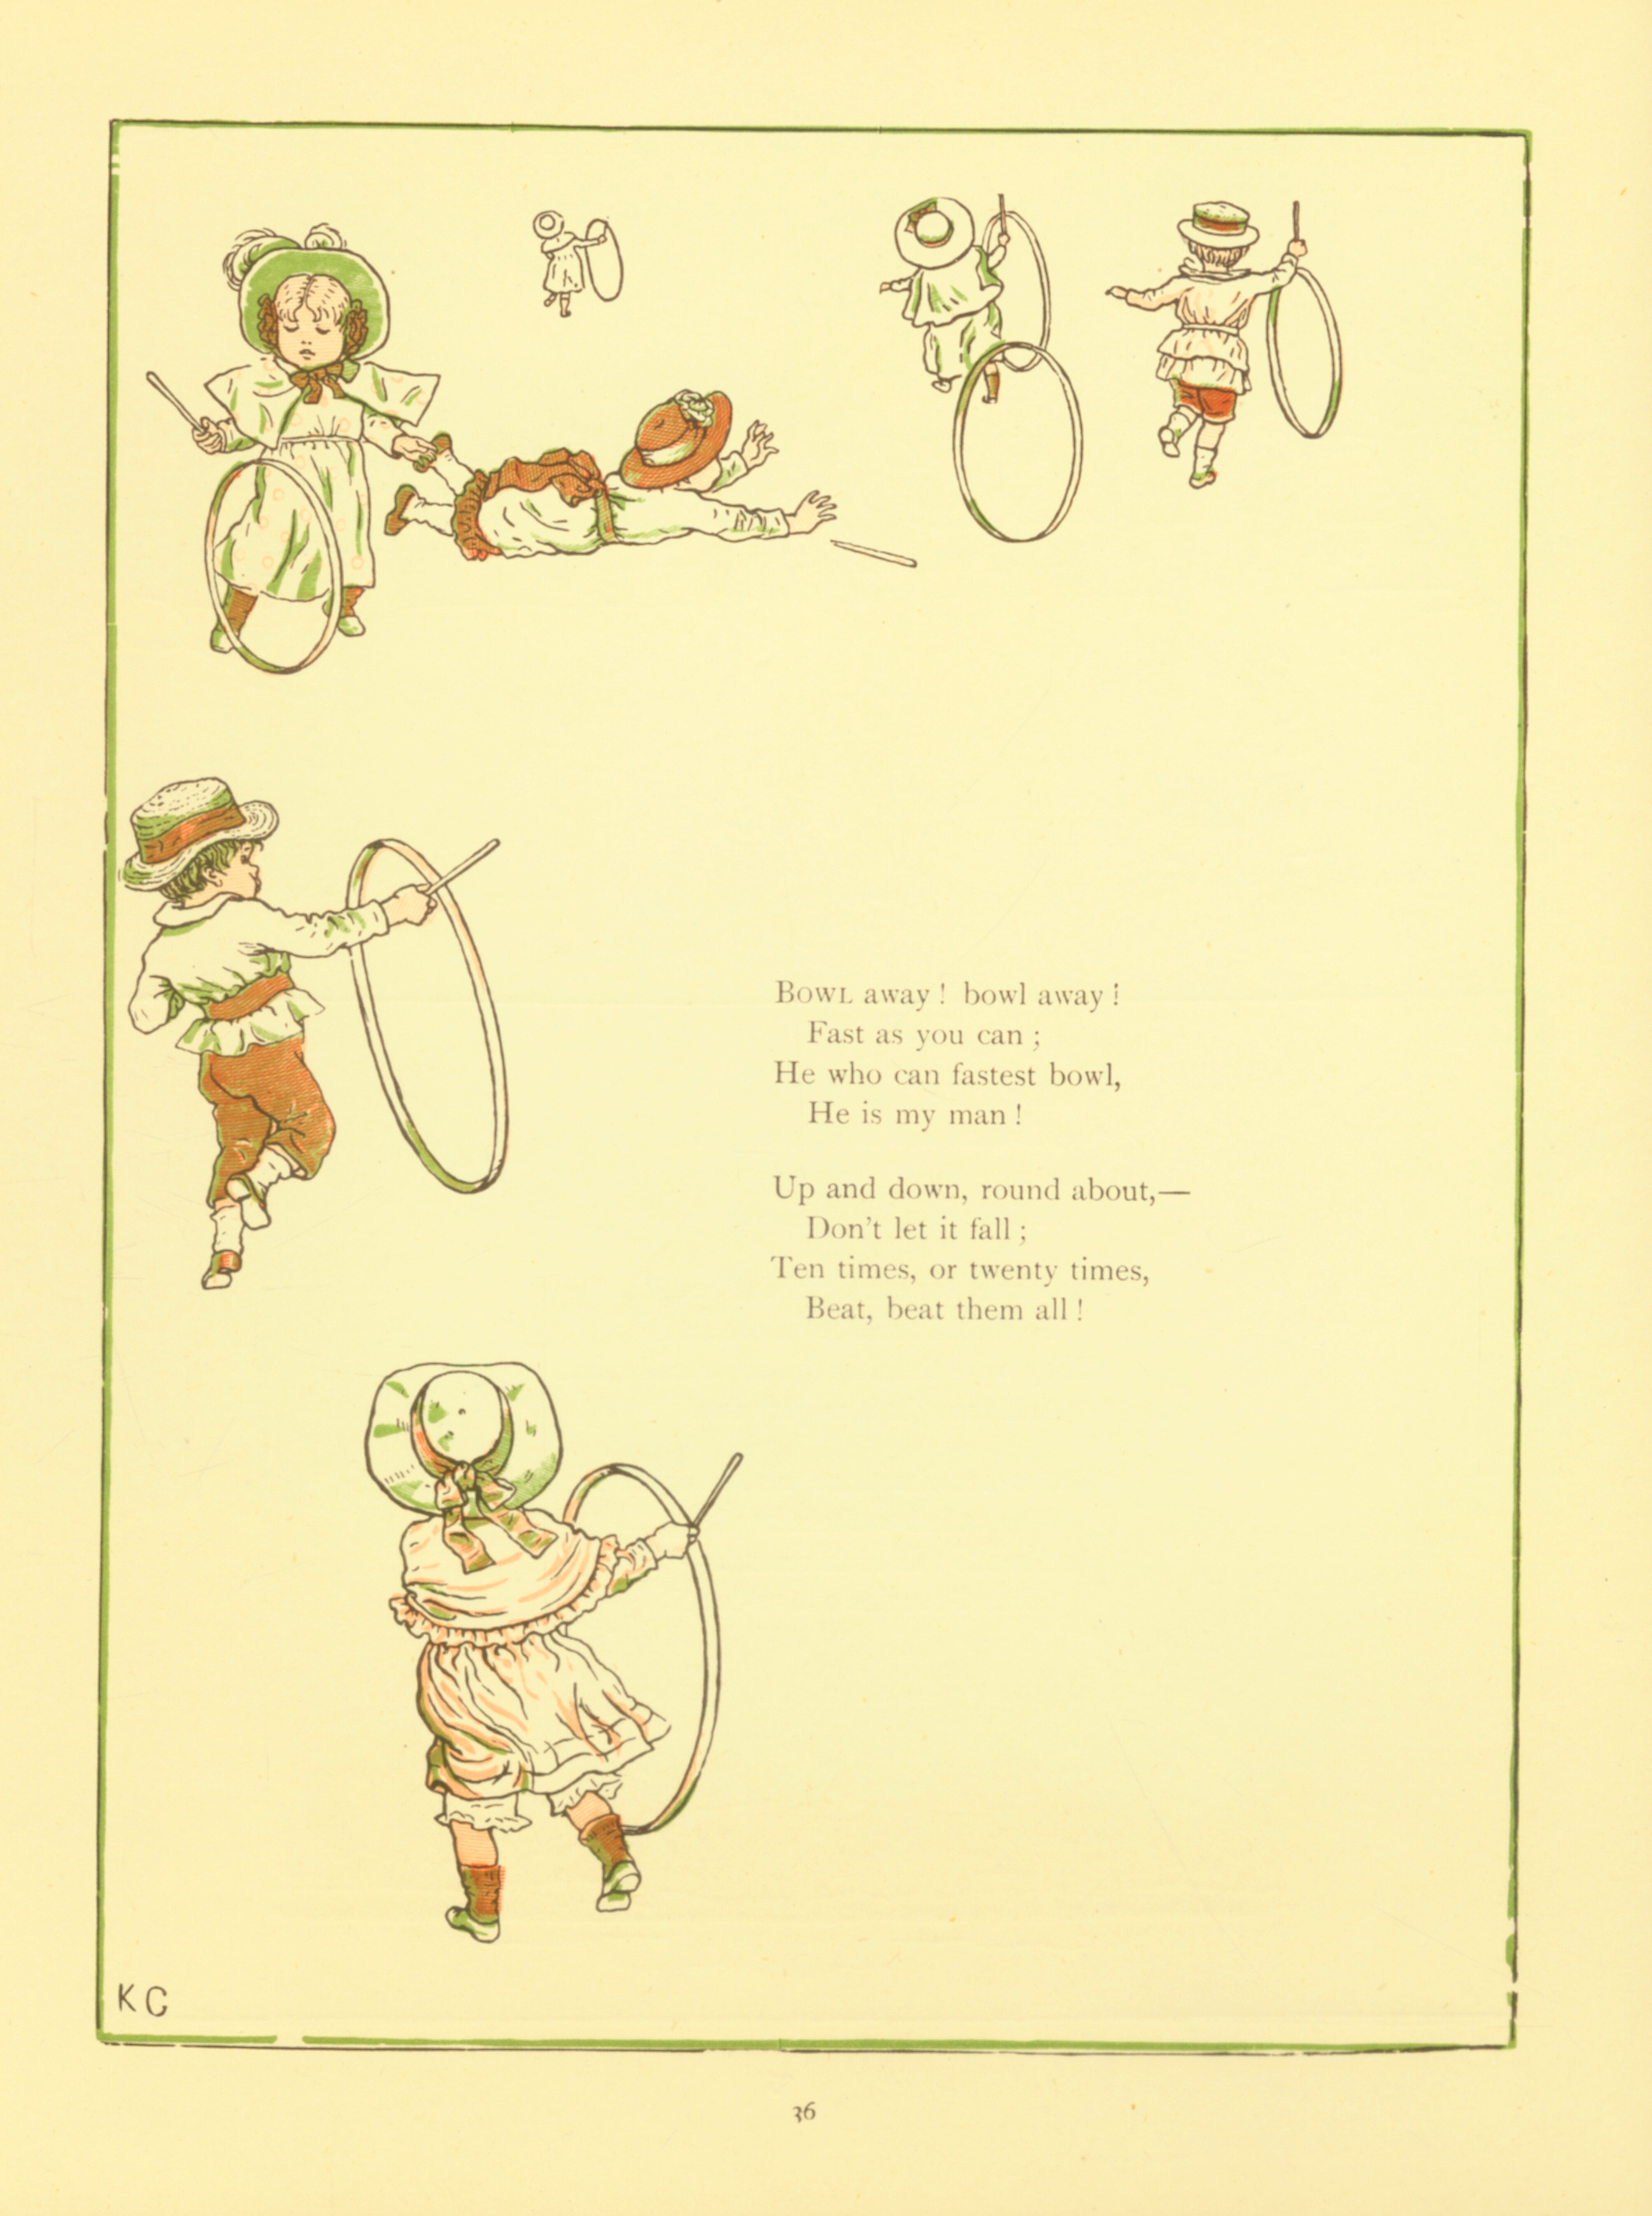 BOWL away! bowl away!
Fast as you can;
He who can fastest bowl,
He is my man!
Up and down, round about,—
Don't let it fall;
Ten times, or twenty times,
Beat, beat them all!
KG
36